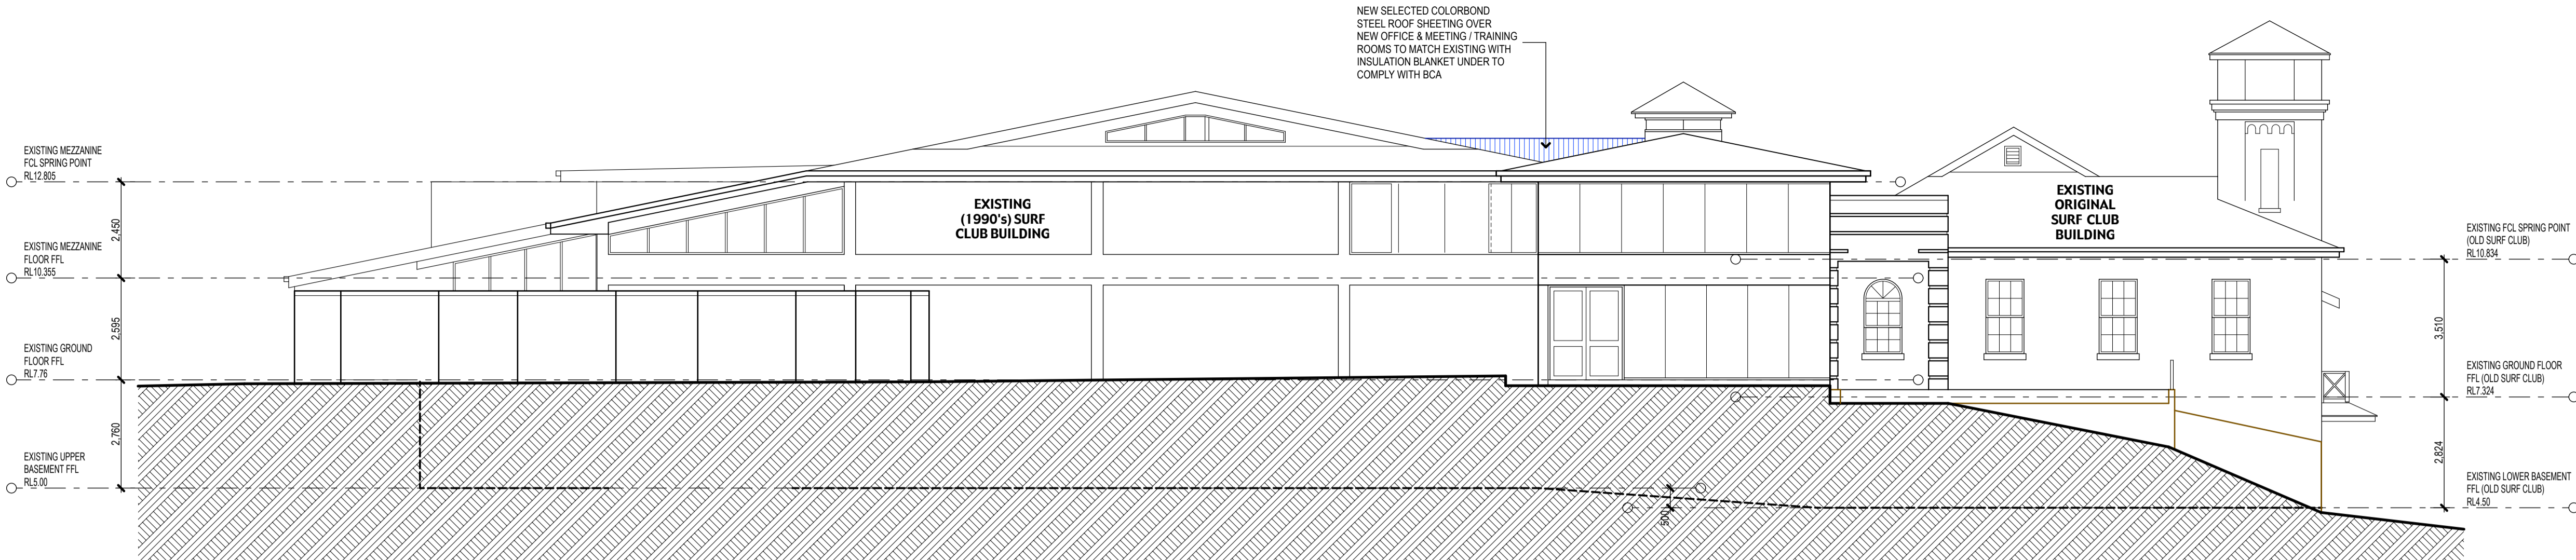 NEW SELECTED COLORBOND
STEEL ROOF SHEETING OVER
NEW OFFICE & MEETING / TRAINING
ROOMS TO MATCH EXISTING WITH
INSULATION BLANKET UNDER TO
COMPLY WITH BCA
EXISTING MEZZANINE
FCL SPRING POINT
RL12.805
2,450
EXISTING MEZZANINE
FLOOR FFL
RL10.355
2,595
EXISTING GROUND
FLOOR FFL
RL7.76
2,760
EXISTING UPPER
BASEMENT FFL
RL5.00
EXISTING
(1990's) SURF
CLUB BUILDING
EXISTING
ORIGINAL
SURF CLUB
BUILDING
500
EXISTING FCL SPRING POINT
(OLD SURF CLUB)
RL10.834
3,510
EXISTING GROUND FLOOR
FFL (OLD SURF CLUB)
RL7.324
2,824
EXISTING LOWER BASEMENT
FFL (OLD SURF CLUB)
RL4.50